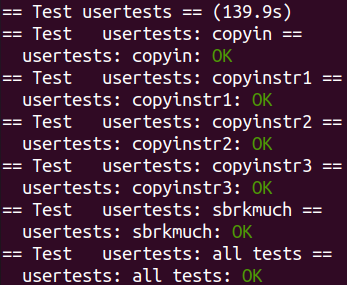 == Test usertests == (139.9s)
== Test   usertests: copyin ==
  usertests: copyin: OK
== Test   usertests: copyinstr1 ==
  usertests: copyinstr1: OK
== Test   usertests: copyinstr2 ==
  usertests: copyinstr2: OK
== Test   usertests: copyinstr3 ==
  usertests: copyinstr3: OK
== Test   usertests: sbrkmuch ==
  usertests: sbrkmuch: OK
== Test   usertests: all tests ==
  usertests: all tests: OK